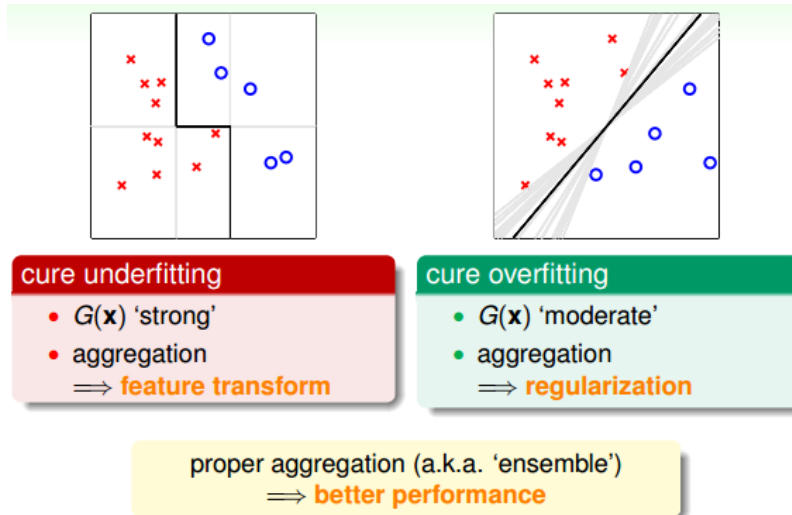 cure underfitting
• G(x) ‘strong’
• aggregation
⟹ feature transform
cure overfitting
• G(x) ‘moderate’
• aggregation
⟹ regularization
proper aggregation (a.k.a. ‘ensemble’)
⟹ better performance